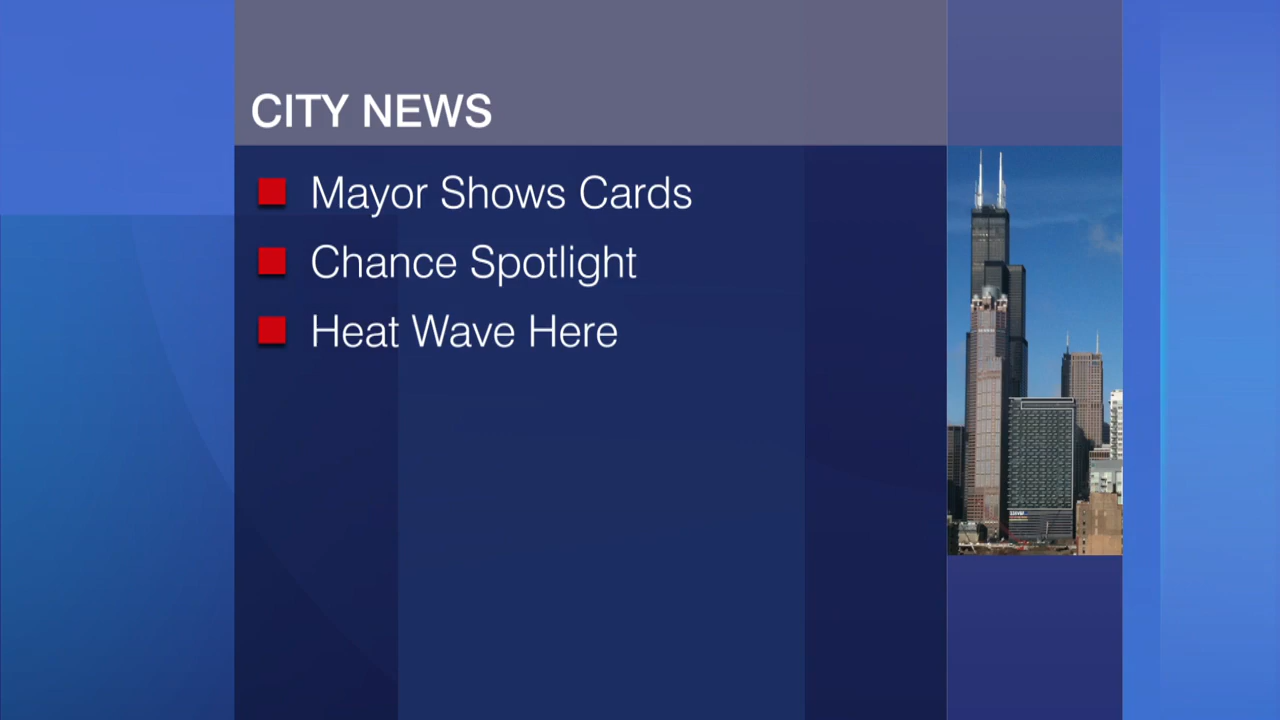 CITY NEWS
Mayor Shows Cards
Chance Spotlight
Heat Wave Here